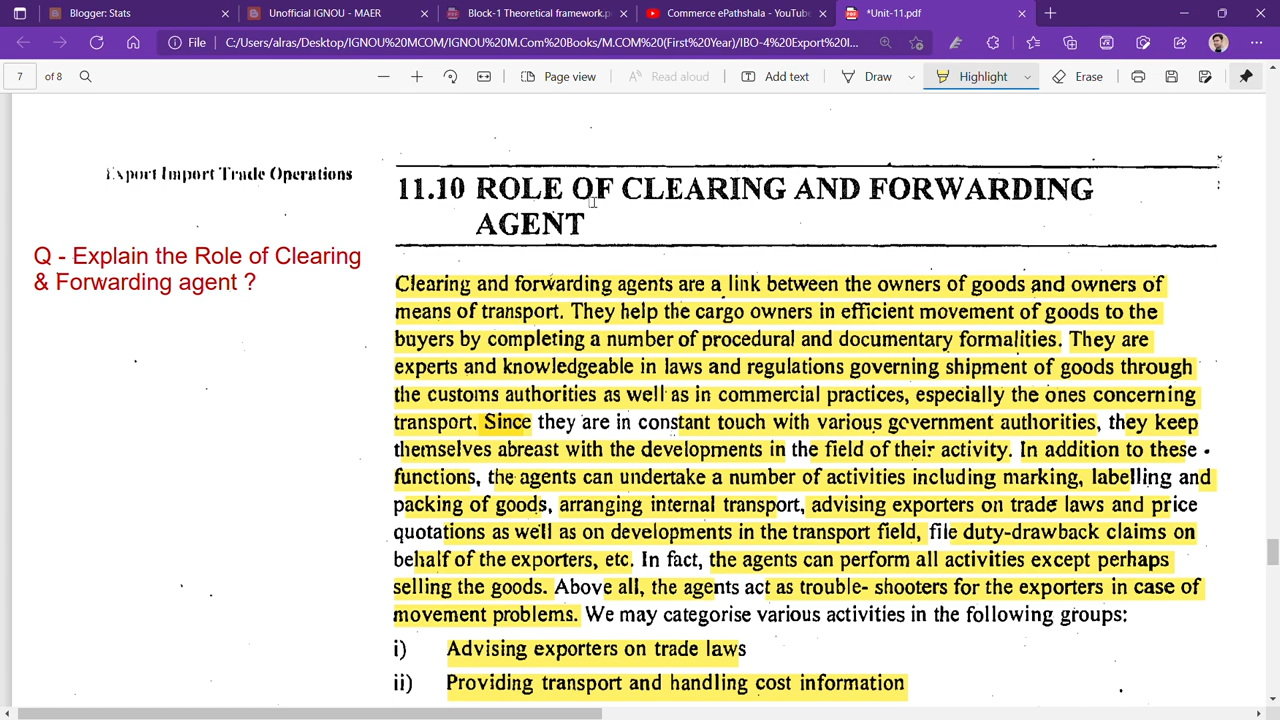 Blogger: Stats
Unofficial IGNOU - MAER
Block-1 Theoretical framework.p
Commerce ePathshala - YouTube
*Unit-11.pdf
File
C:/Users/alras/Desktop/IGNOU%20MCOM/IGNOU%20M.Com%20Books/M.COM%20(First%20Year)/IBO-4%20Export%20I...
7 of 8
Page view
Read aloud
Add text
Draw
Highlight
Erase
Export Import Trade Operations
11.10 ROLE OF CLEARING AND FORWARDING
AGENT
Q - Explain the Role of Clearing
& Forwarding agent ?
Clearing and forwarding agents are a link between the owners of goods and owners of
means of transport. They help the cargo owners in efficient movement of goods to the
buyers by completing a number of procedural and documentary formalities. They are
experts and knowledgeable in laws and regulations governing shipment of goods through
the customs authorities as well as in commercial practices, especially the ones concerning
transport. Since they are in constant touch with various government authorities, they keep
themselves abreast with the developments in the field of their activity. In addition to these
functions, the agents can undertake a number of activities including marking, labelling and
packing of goods, arranging internal transport, advising exporters on trade laws and price
quotations as well as on developments in the transport field, file duty-drawback claims on
behalf of the exporters, etc. In fact, the agents can perform all activities except perhaps
selling the goods. Above all, the agents act as trouble- shooters for the exporters in case of
movement problems. We may categorise various activities in the following groups:
i) Advising exporters on trade laws
ii) Providing transport and handling cost information